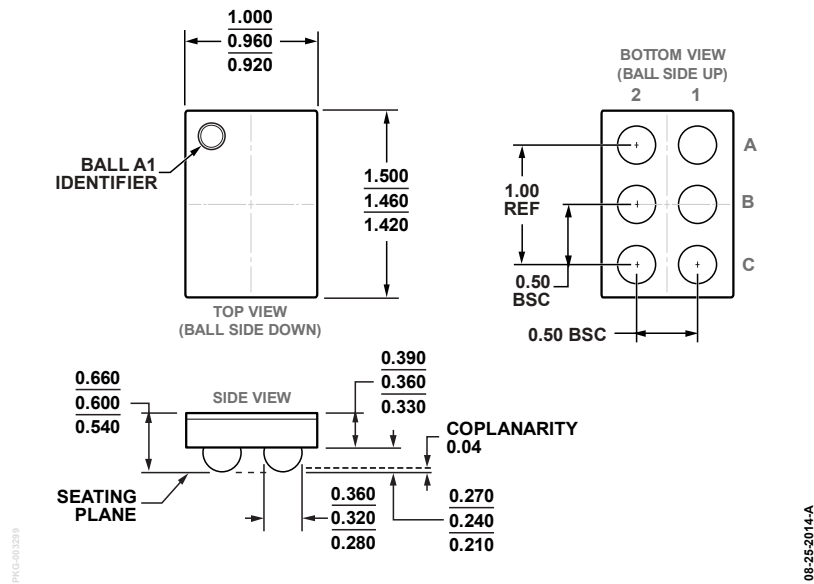 1.000
0.960
0.920
BALL A1
IDENTIFIER
1.500
1.460
1.420
TOP VIEW
(BALL SIDE DOWN)
BOTTOM VIEW
(BALL SIDE UP)
2 1
A
B
C
1.00
REF
0.50
BSC
0.50 BSC
0.660
0.600
0.540
SIDE VIEW
0.390
0.360
0.330
COPLANARITY
0.04
SEATING
PLANE
0.360
0.320
0.280
0.270
0.240
0.210
PKG-003299
08-25-2014-A